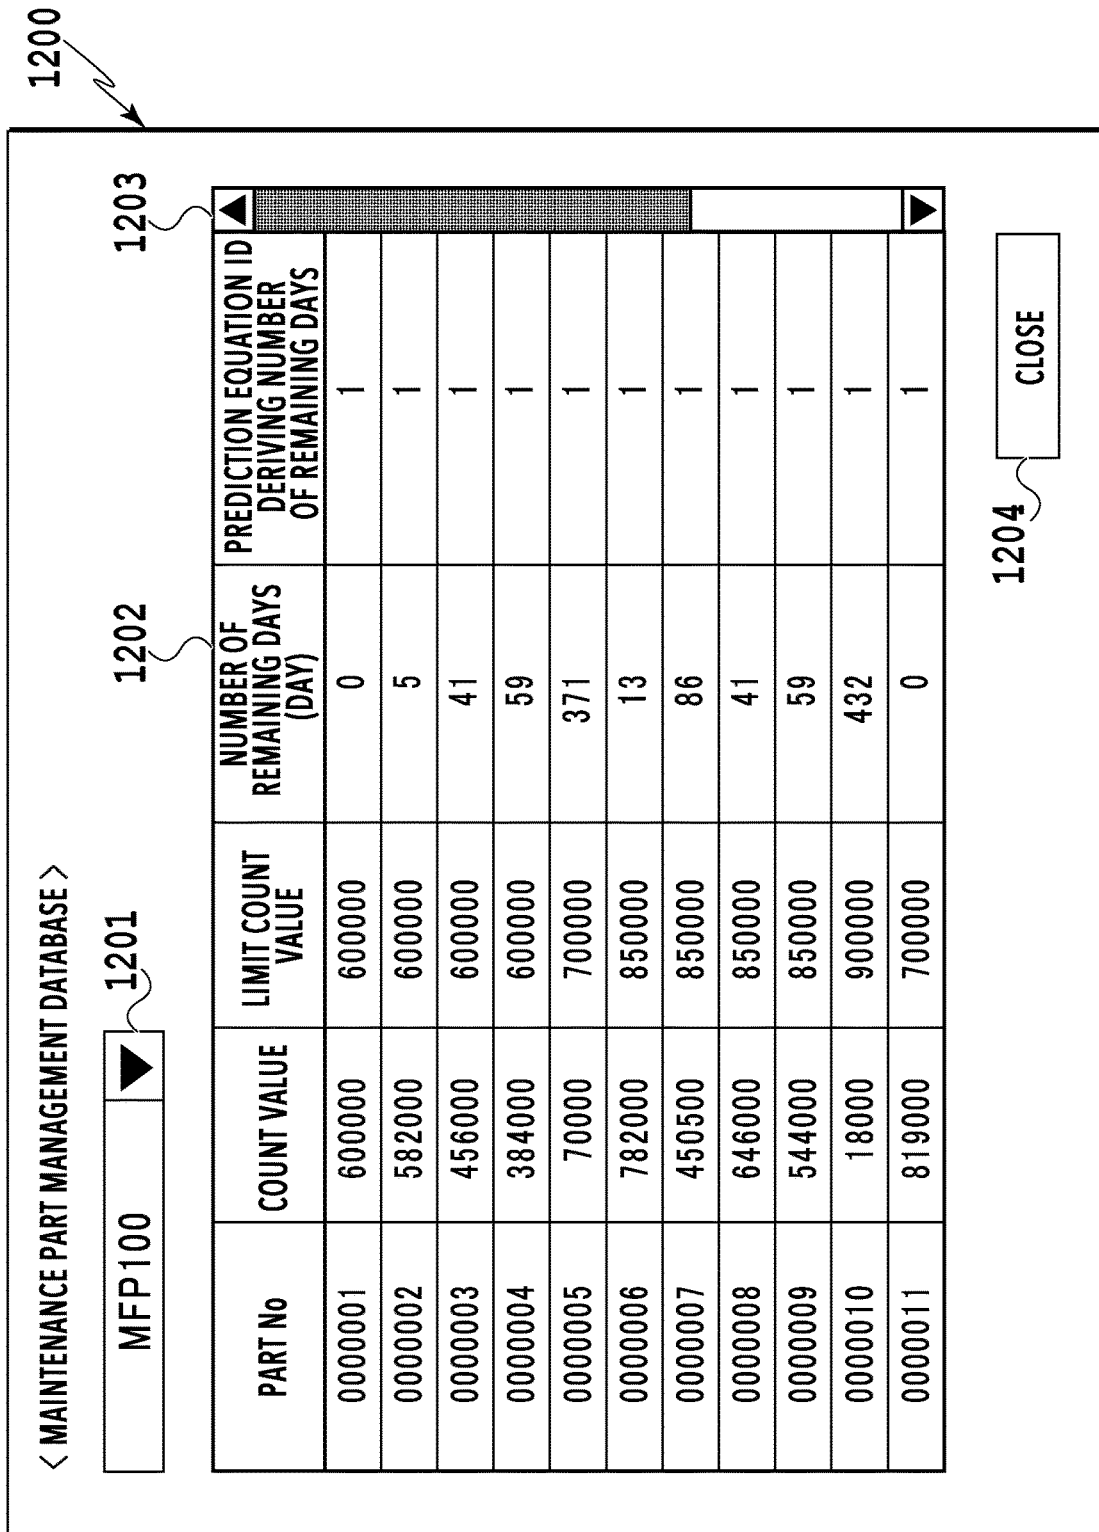 1200
< MAINTENANCE PART MANAGEMENT DATABASE >
MFP100
1201
1202
1203
PART No
COUNT VALUE
LIMIT COUNT
VALUE
NUMBER OF
REMAINING DAYS
(DAY)
PREDICTION EQUATION ID
DERIVING NUMBER
OF REMAINING DAYS
0000001 600000 600000 0 1
0000002 582000 600000 5 1
0000003 456000 600000 41 1
0000004 384000 600000 59 1
0000005 70000 700000 371 1
0000006 782000 850000 13 1
0000007 450500 850000 86 1
0000008 646000 850000 41 1
0000009 544000 850000 59 1
0000010 18000 900000 432 1
0000011 819000 700000 0 1
1204
CLOSE